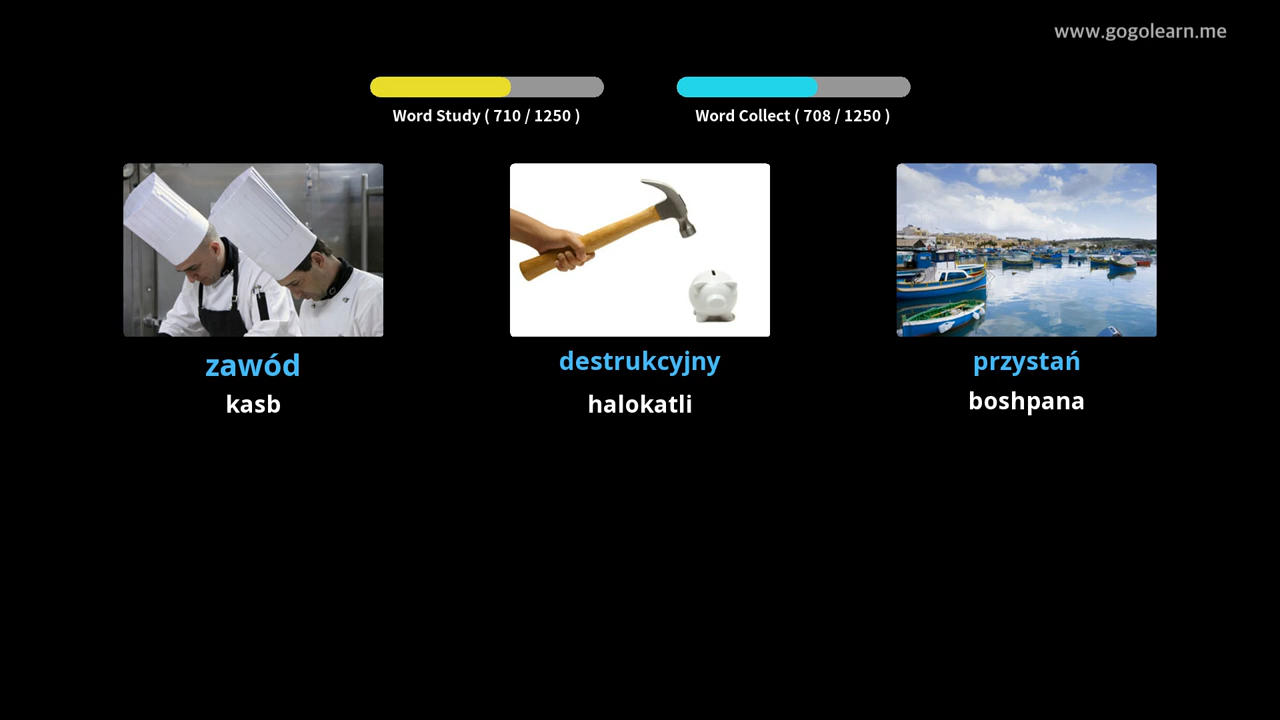 www.gogolearn.me
Word Study ( 710 / 1250 )
Word Collect ( 708 / 1250 )
zawód
destrukcyjny
przystań
kasb
halokatli
boshpana